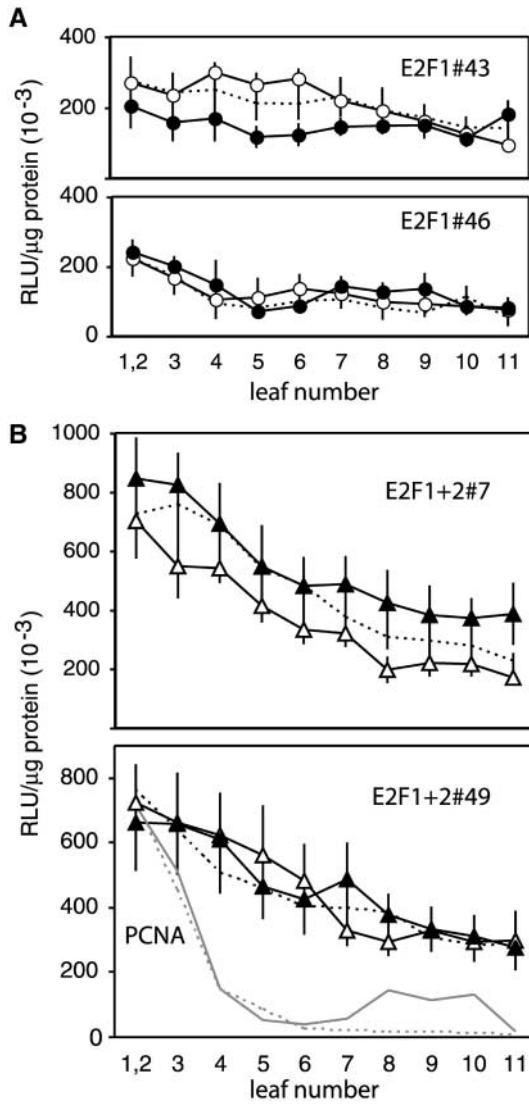 A
400
E2F1#43
200
400
E2F1#46
200
0
RLU/μg protein (10⁻³)
1,2 3 4 5 6 7 8 9 10 11
leaf number
B
1000
E2F1+2#7
800
600
400
200
800
E2F1+2#49
600
400
PCNA
200
0
RLU/μg protein (10⁻³)
1,2 3 4 5 6 7 8 9 10 11
leaf number